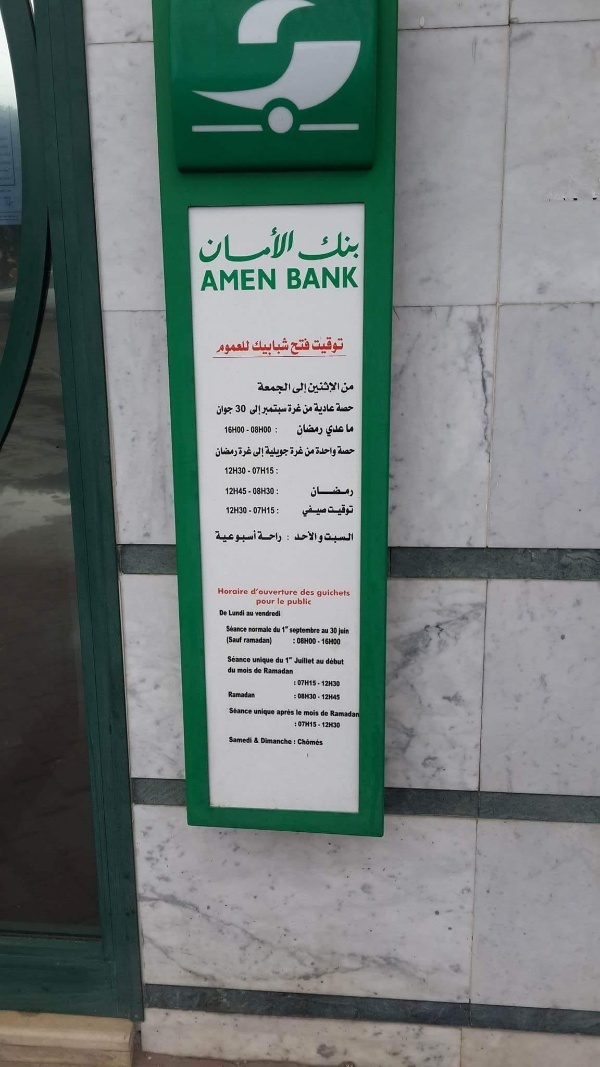 بنك الأمان
AMEN BANK
توقيت فتح شبابيك للعموم
من الإثنين إلى الجمعة
حصة عادية من غرة سبتمبر إلى 30 جوان
ما عدي رمضان : 08H00 - 16H00
حصة واحدة من غرة جويلية إلى غرة رمضان
: 07H15 - 12H30
رمضــان : 08H30 - 12H45
توقيت صيفي : 07H15 - 12H30
السبت والأحد : راحة أسبوعية
Horaire d'ouverture des guichets
pour le public
De Lundi au vendredi
Séance normale du 1er septembre au 30 juin
(Sauf ramadan) : 08H00 - 16H00
Séance unique du 1er Juillet au début
du mois de Ramadan
: 07H15 - 12H30
Ramadan : 08H30 - 12H45
Séance unique après le mois de Ramadan
: 07H15 - 12H30
Samedi & Dimanche : Chômés